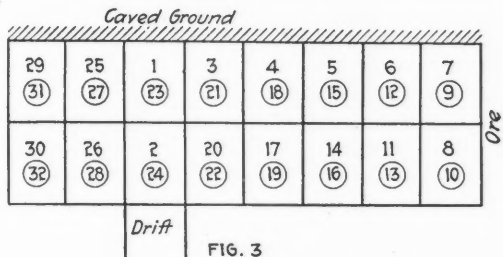 Caved Ground
29 25 1 3 4 5 6 7
31 27 23 21 18 15 12 9
Ore
30 26 2 20 17 14 11 8
32 28 24 22 19 16 13 10
Drift
FIG. 3